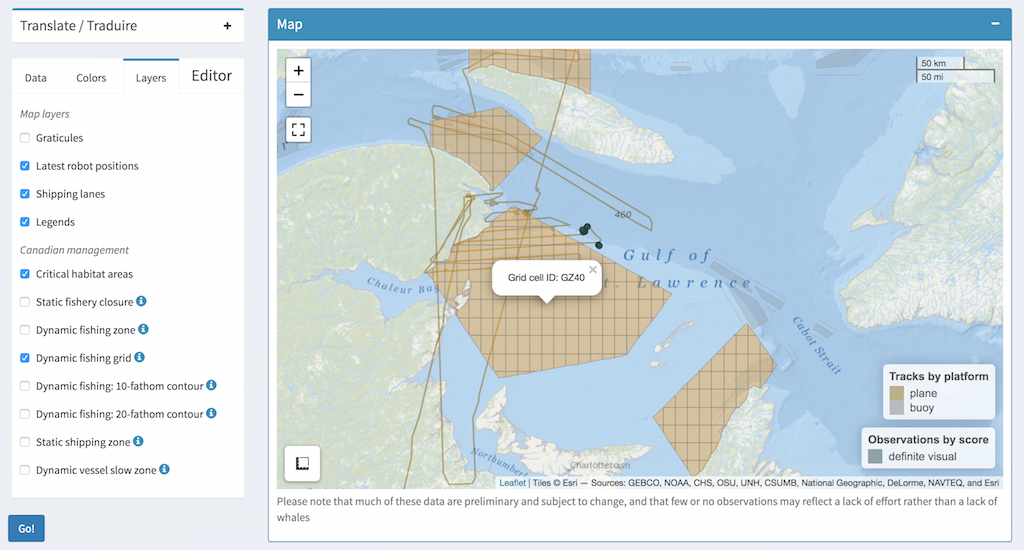 Translate / Traduire +
Data Colors Layers Editor
Map layers
Graticules
Latest robot positions
Shipping lanes
Legends
Canadian management
Critical habitat areas
Static fishery closure
Dynamic fishing zone
Dynamic fishing grid
Dynamic fishing: 10-fathom contour
Dynamic fishing: 20-fathom contour
Static shipping zone
Dynamic vessel slow zone
Go!
Map −
+
−
50 km
50 mi
460
Gulf of
t. Lawrence
Chaleur Bay
Grid cell ID: GZ40 ×
Cabot Strait
Northumber
Charlottetown
Tracks by platform
plane
buoy
Observations by score
definite visual
Leaflet | Tiles © Esri — Sources: GEBCO, NOAA, CHS, OSU, UNH, CSUMB, National Geographic, DeLorme, NAVTEQ, and Esri
Please note that much of these data are preliminary and subject to change, and that few or no observations may reflect a lack of effort rather than a lack of
whales